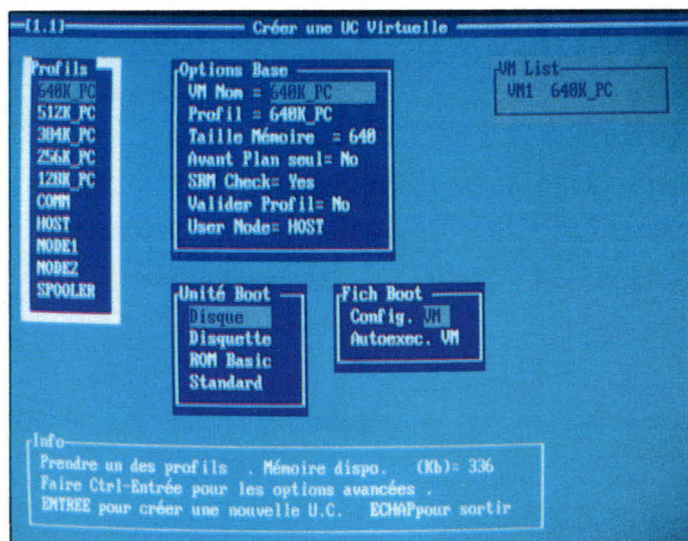 [1.1] Créer une UC Virtuelle
Profils
640K_PC
512K_PC
384K_PC
256K_PC
128K_PC
COMM
HOST
NODE1
NODE2
SPOOLER
Options Base
VM Nom = 640K_PC
Profil = 640K_PC
Taille Mémoire = 640
Avant Plan seul= No
SRM Check= Yes
Valider Profil= No
User Node= HOST
VM List
VM1 640K_PC
Unité Boot
Disque
Disquette
ROM Basic
Standard
Fich Boot
Config. VM
Autoexec. VM
Info
Prendre un des profils . Mémoire dispo. (Kb)= 336
Faire Ctrl-Entrée pour les options avancées .
ENTREE pour créer une nouvelle U.C. ECHAPpour sortir